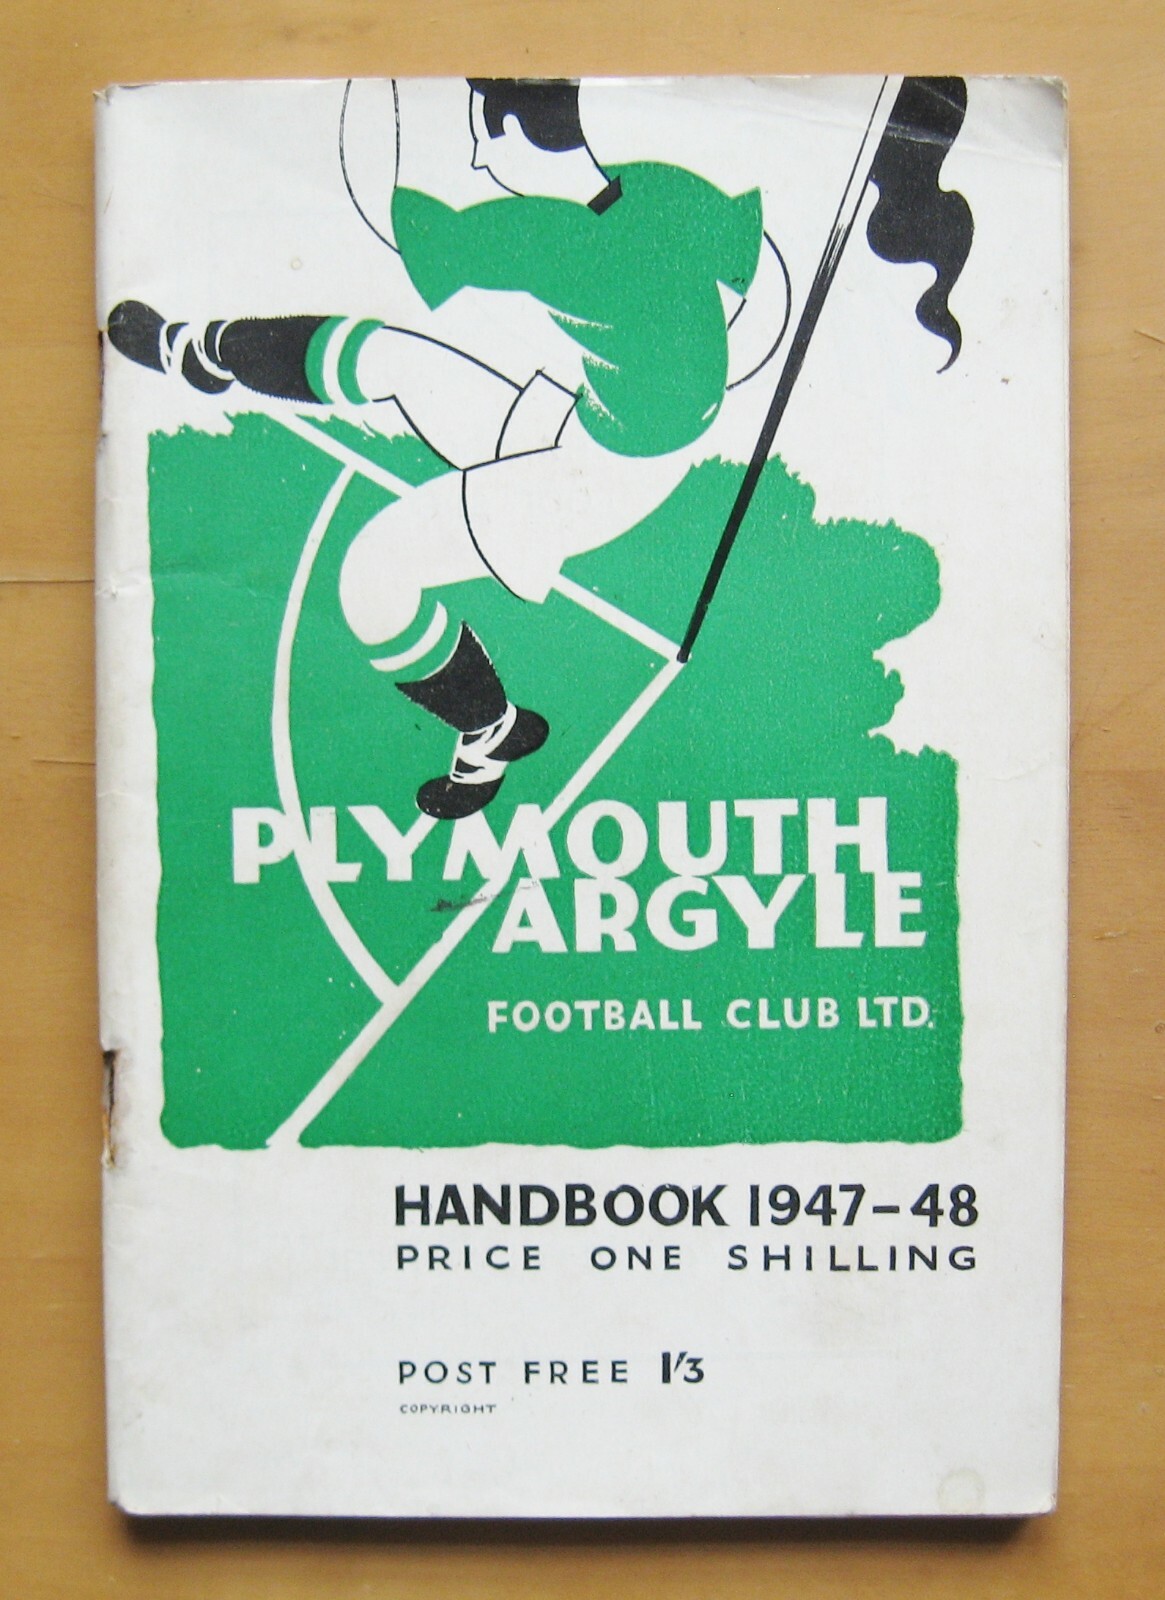 PLYMOUTH
ARGYLE
FOOTBALL CLUB LTD.
HANDBOOK 1947-48
PRICE ONE SHILLING
POST FREE 1/3
COPYRIGHT